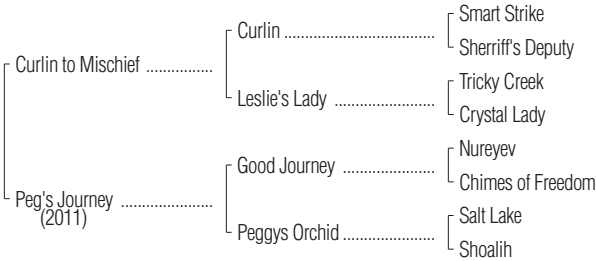 Smart Strike
Curlin ....................................
Sherriff's Deputy
Curlin to Mischief ................
Tricky Creek
Leslie's Lady ........................
Crystal Lady
Nureyev
Good Journey ......................
Chimes of Freedom
Peg's Journey ......................
(2011)
Salt Lake
Peggys Orchid ......................
Shoalih